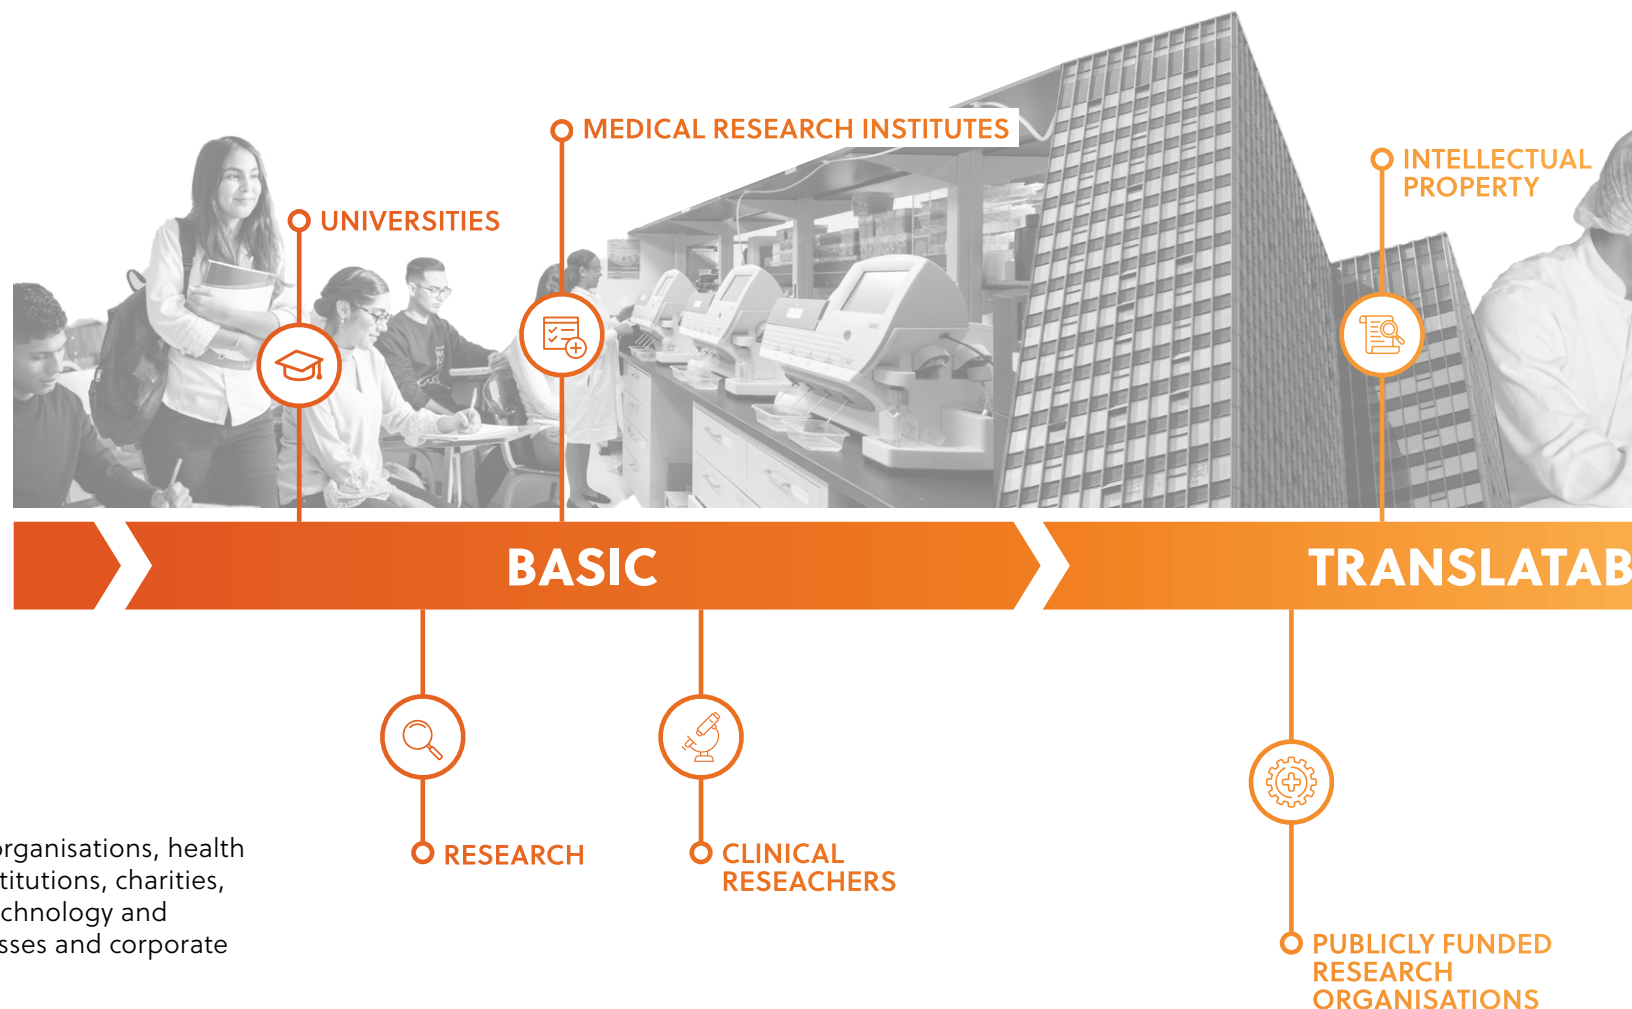 MEDICAL RESEARCH INSTITUTES
INTELLECTUAL
PROPERTY
UNIVERSITIES
BASIC
TRANSLATAB
RESEARCH
CLINICAL
RESEACHERS
organisations, health
titutions, charities,
chnology and
sses and corporate
PUBLICLY FUNDED
RESEARCH
ORGANISATIONS